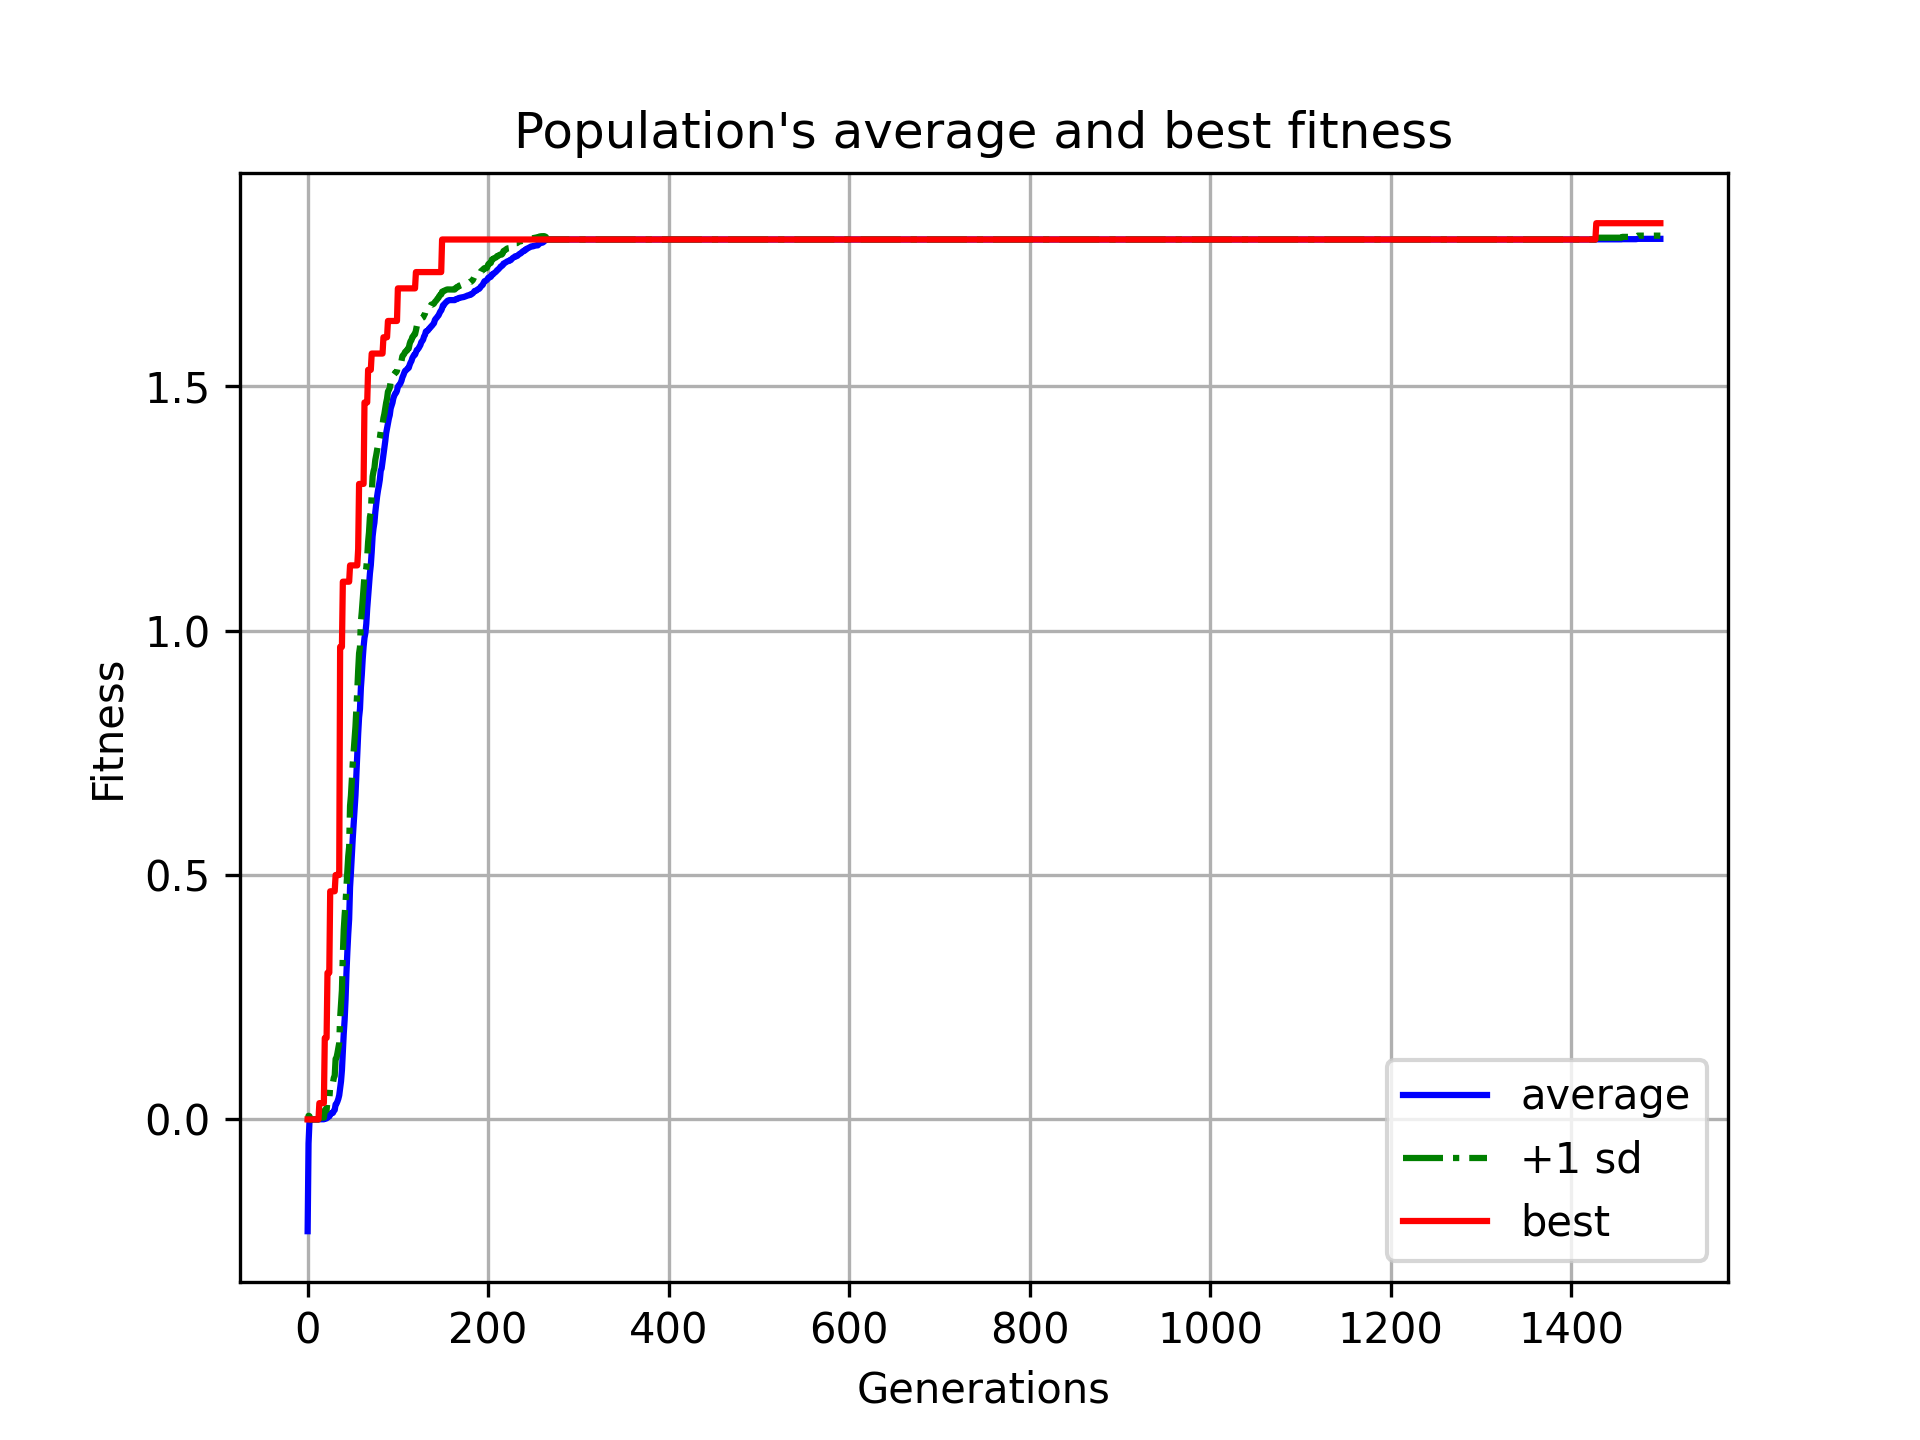 Population's average and best fitness
Fitness
1.5
1.0
0.5
0.0
0 200 400 600 800 1000 1200 1400
Generations
average
+1 sd
best